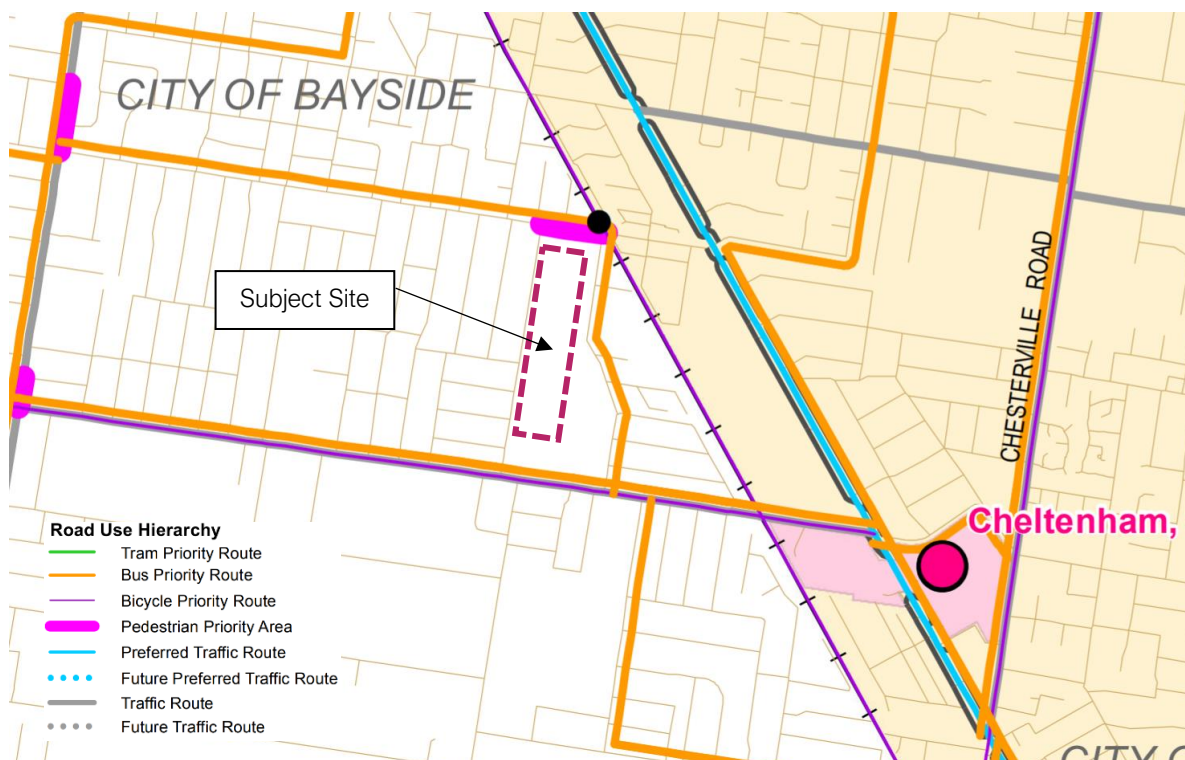 CITY OF BAYSIDE
Subject Site
CHESTERVILLE ROAD
Cheltenham,
Road Use Hierarchy
Tram Priority Route
Bus Priority Route
Bicycle Priority Route
Pedestrian Priority Area
Preferred Traffic Route
Future Preferred Traffic Route
Traffic Route
Future Traffic Route